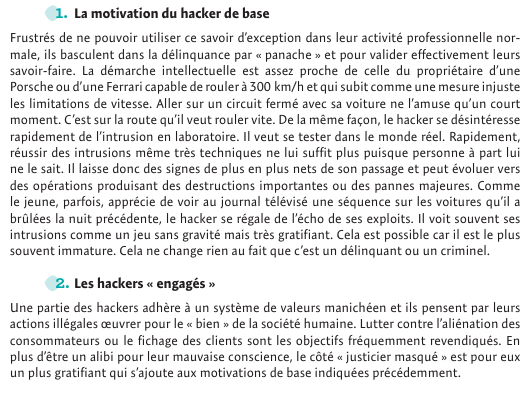 1. La motivation du hacker de base
Frustrés de ne pouvoir utiliser ce savoir d’exception dans leur activité professionnelle nor-
male, ils basculent dans la délinquance par « panache » et pour valider effectivement leurs
savoir-faire. La démarche intellectuelle est assez proche de celle du propriétaire d’une
Porsche ou d’une Ferrari capable de rouler à 300 km/h et qui subit comme une mesure injuste
les limitations de vitesse. Aller sur un circuit fermé avec sa voiture ne l’amuse qu’un court
moment. C’est sur la route qu’il veut rouler vite. De la même façon, le hacker se désintéresse
rapidement de l’intrusion en laboratoire. Il veut se tester dans le monde réel. Rapidement,
réussir des intrusions même très techniques ne lui suffit plus puisque personne à part lui
ne le sait. Il laisse donc des signes de plus en plus nets de son passage et peut évoluer vers
des opérations produisant des destructions importantes ou des pannes majeures. Comme
le jeune, parfois, apprécie de voir au journal télévisé une séquence sur les voitures qu’il a
brûlées la nuit précédente, le hacker se régale de l’écho de ses exploits. Il voit souvent ses
intrusions comme un jeu sans gravité mais très gratifiant. Cela est possible car il est le plus
souvent immature. Cela ne change rien au fait que c’est un délinquant ou un criminel.
2. Les hackers « engagés »
Une partie des hackers adhère à un système de valeurs manichéen et ils pensent par leurs
actions illégales œuvrer pour le « bien » de la société humaine. Lutter contre l’aliénation des
consommateurs ou le fichage des clients sont les objectifs fréquemment revendiqués. En
plus d’être un alibi pour leur mauvaise conscience, le côté « justicier masqué » est pour eux
un plus gratifiant qui s’ajoute aux motivations de base indiquées précédemment.